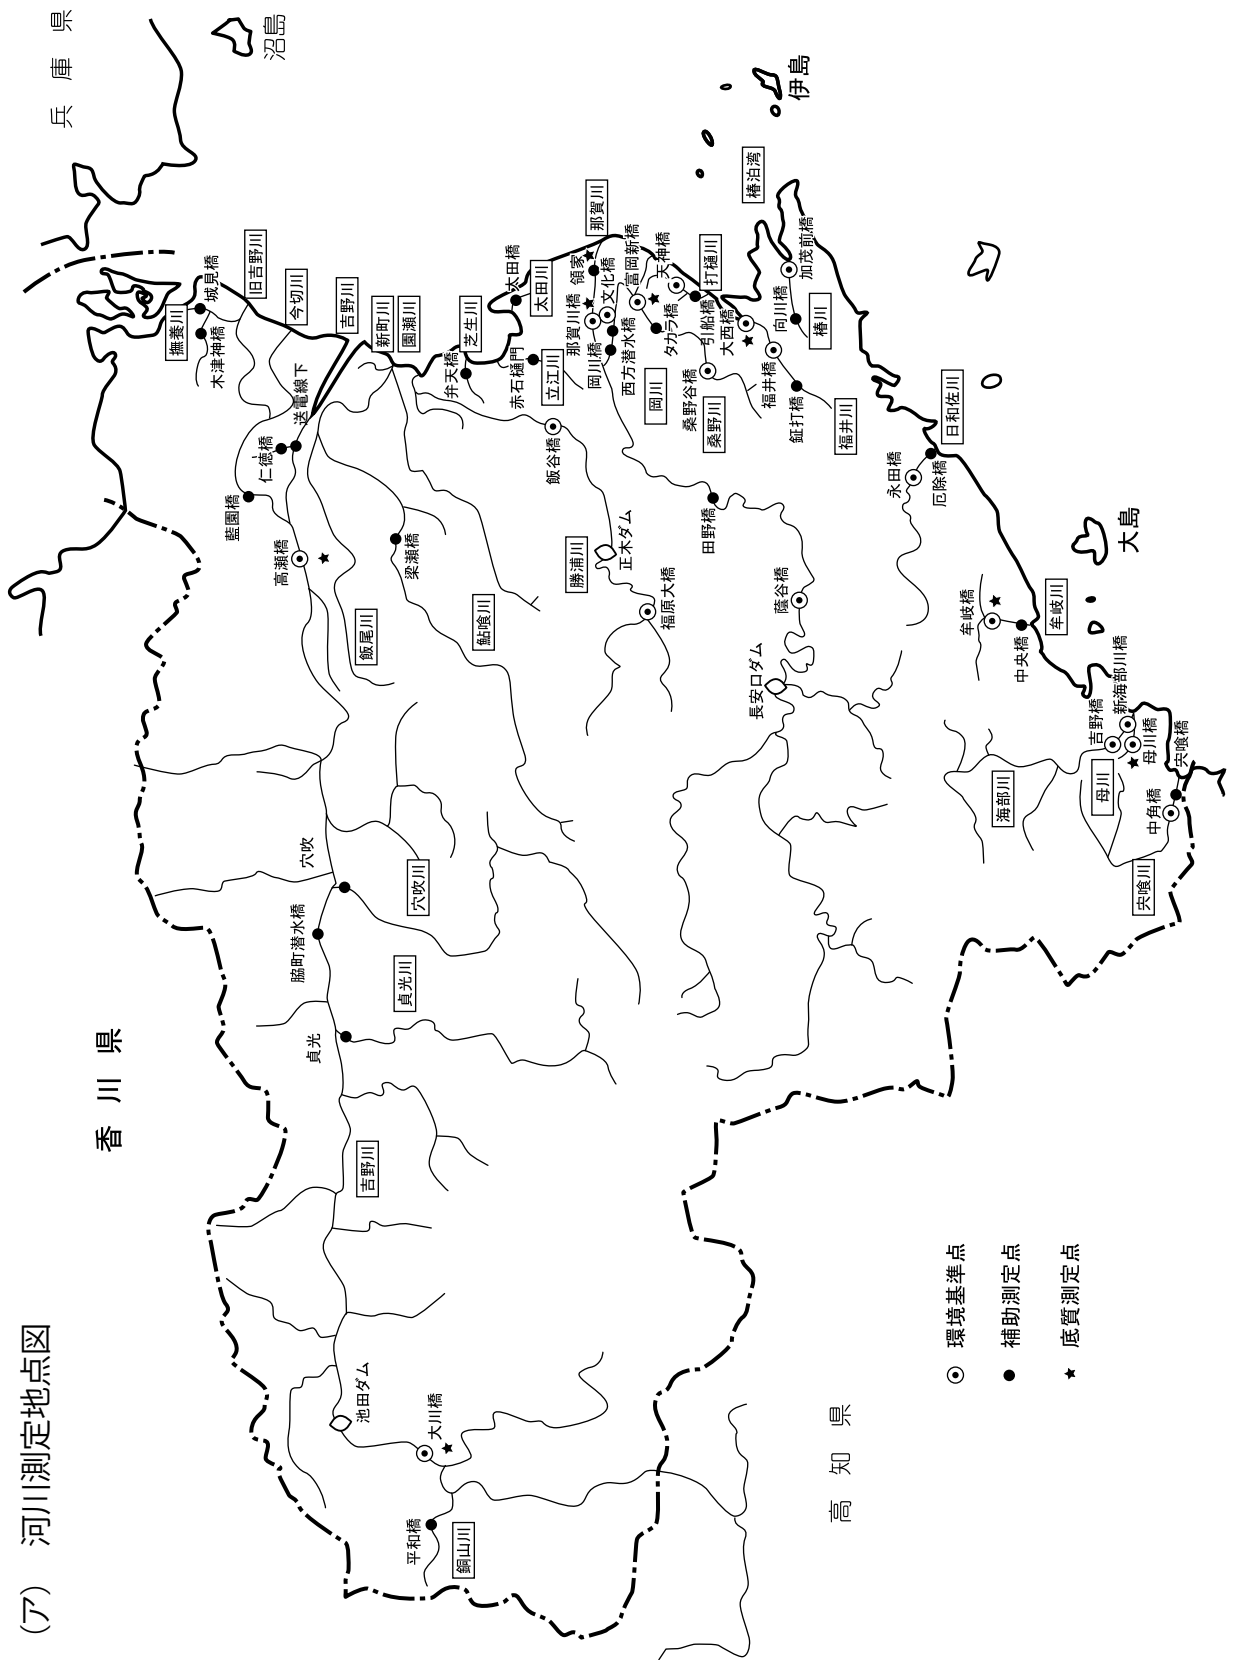 (ア)　河川測定地点図
香　川　県
兵　庫　県
高　知　県
沼島
伊島
大島
撫養川
城見橋
木津神橋
旧吉野川
今切川
吉野川
新町川
園瀬川
送電線下
仁徳橋
藍園橋
高瀬橋
芝生川
弁天橋
太田橋
太田川
赤石樋門
立江川
飯谷橋
那賀川
領家
文化橋
那賀川橋
岡川橋
西方潜水橋
岡川
富岡新橋
天神橋
タカラ橋
打樋川
引船橋
大西橋
桑野谷橋
桑野川
椿泊湾
加茂前橋
向川橋
椿川
福井橋
鉦打橋
福井川
日和佐川
永田橋
厄除橋
田野橋
正木ダム
勝浦川
福原大橋
梁瀬橋
飯尾川
鮎喰川
蔭谷橋
長安口ダム
牟岐橋
牟岐川
中央橋
新海部川橋
吉野橋
母川橋
母川
海部川
宍喰橋
中角橋
宍喰川
穴吹
穴吹川
脇町潜水橋
貞光川
貞光
吉野川
池田ダム
大川橋
平和橋
銅山川
環境基準点
補助測定点
底質測定点